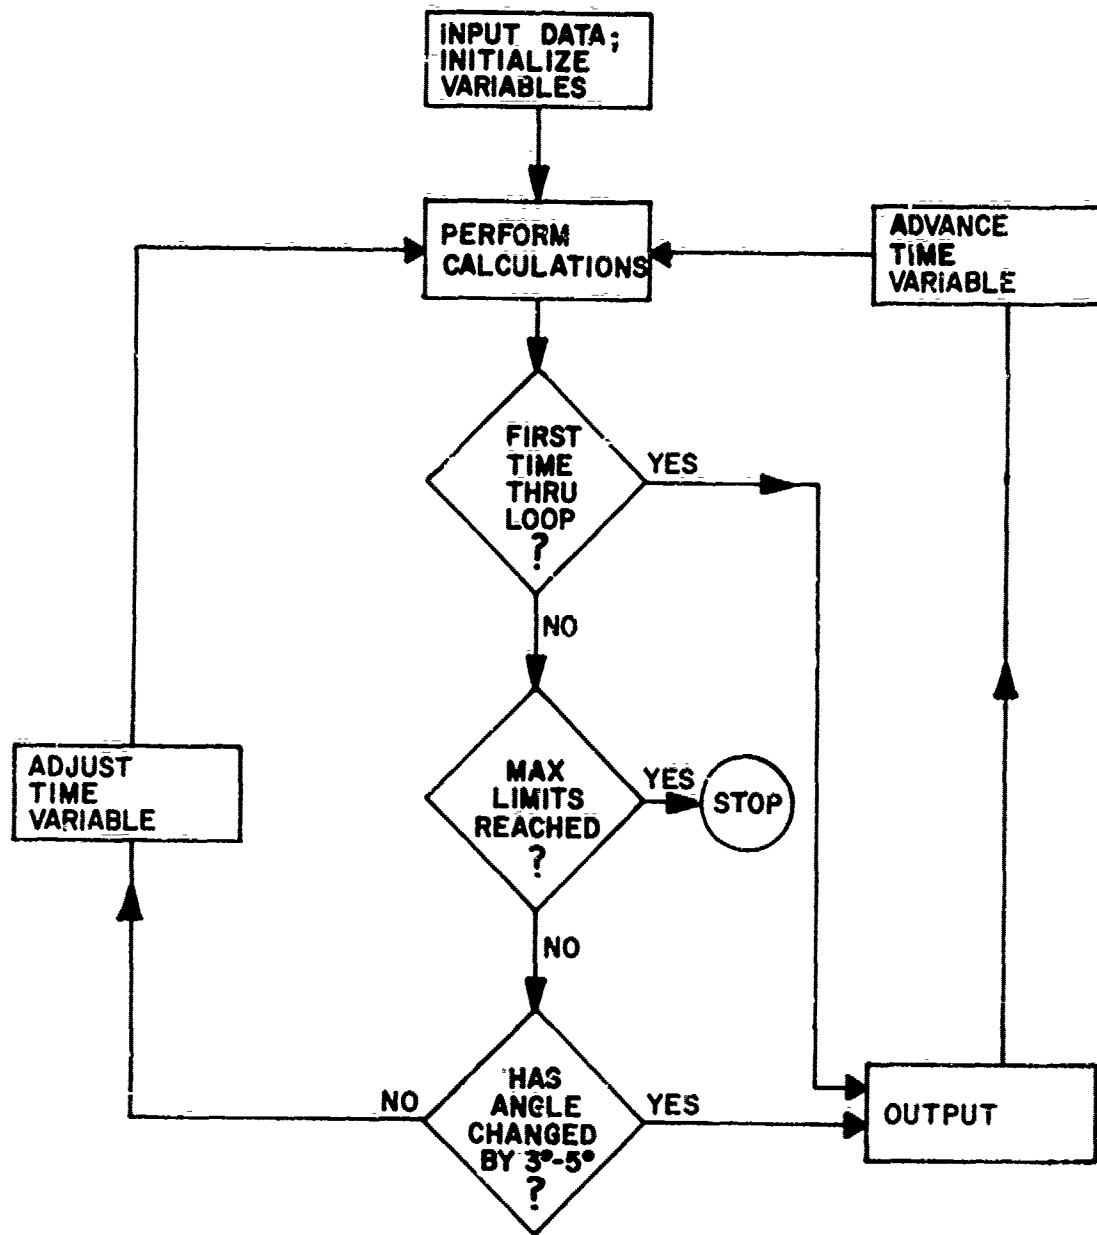 INPUT DATA;
INITIALIZE
VARIABLES
PERFORM
CALCULATIONS
ADVANCE
TIME
VARIABLE
FIRST
TIME
THRU
LOOP
?
YES
NO
ADJUST
TIME
VARIABLE
MAX
LIMITS
REACHED
?
YES
STOP
NO
HAS
ANGLE
CHANGED
BY 3°-5°
?
NO
YES
OUTPUT